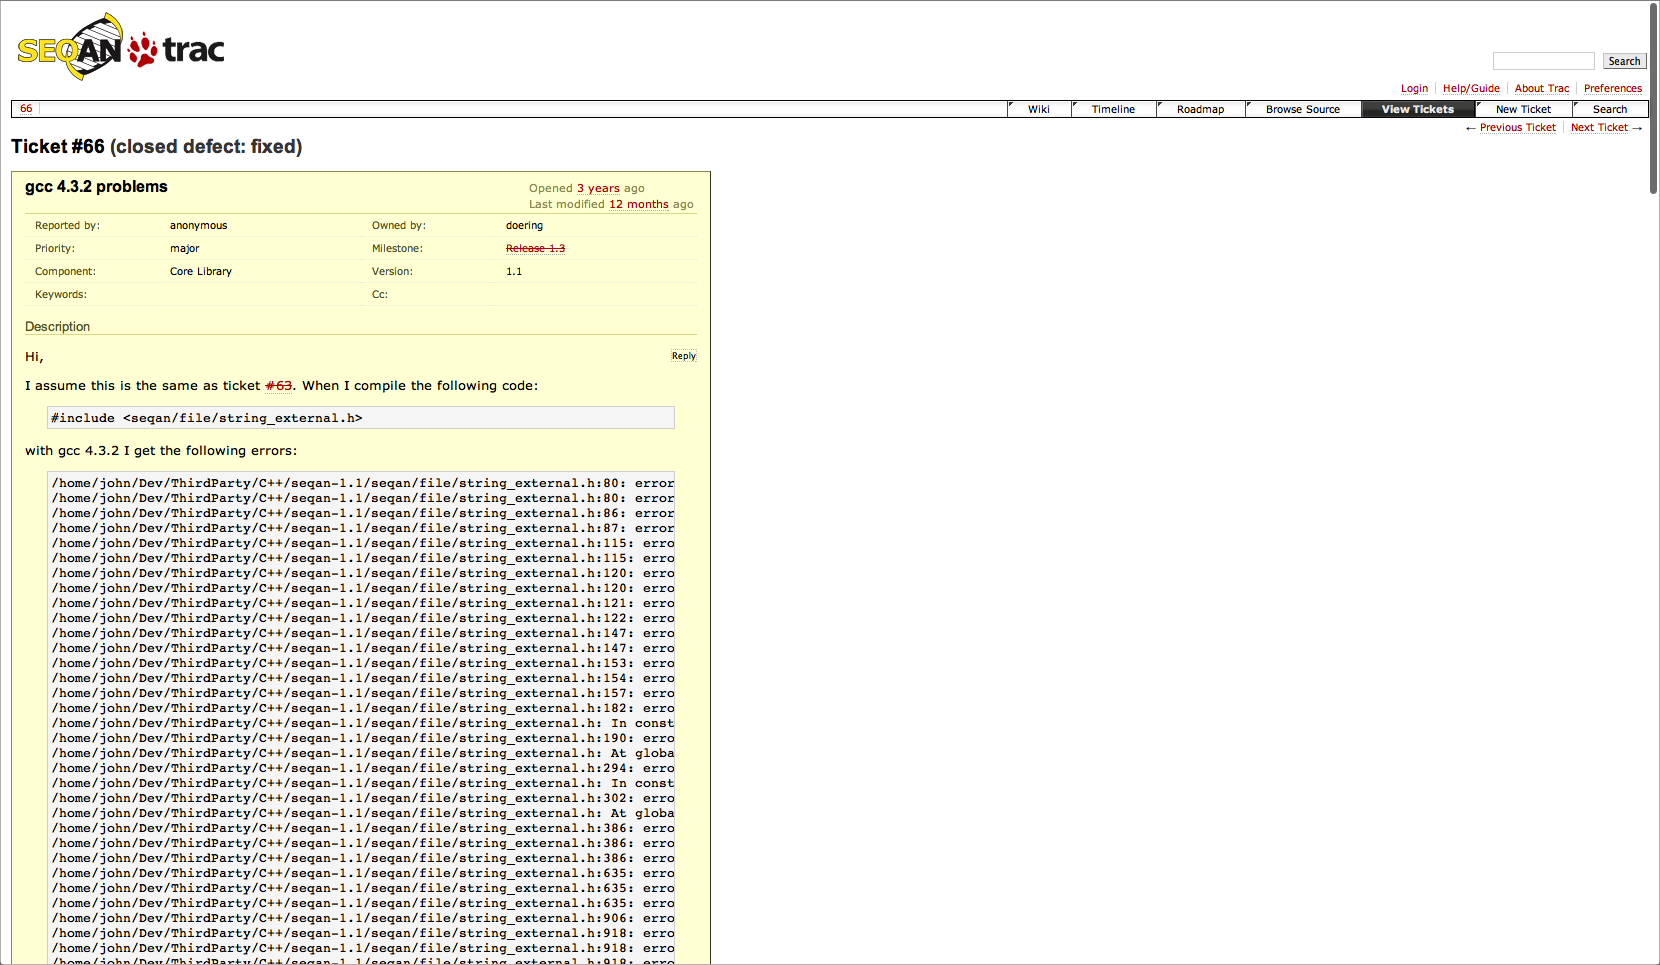 SEQAN trac
Search
Login Help/Guide About Trac Preferences
66 Wiki Timeline Roadmap Browse Source View Tickets New Ticket Search
← Previous Ticket Next Ticket →
Ticket #66 (closed defect: fixed)
gcc 4.3.2 problems
Opened 3 years ago
Last modified 12 months ago
Reported by: anonymous Owned by: doering
Priority: major Milestone: Release 1.3
Component: Core Library Version: 1.1
Keywords: Cc:
Description
Hi,
Reply
I assume this is the same as ticket #63. When I compile the following code:
#include <seqan/file/string_external.h>
with gcc 4.3.2 I get the following errors:
/home/john/Dev/ThirdParty/C++/seqan-1.1/seqan/file/string_external.h:80: error
/home/john/Dev/ThirdParty/C++/seqan-1.1/seqan/file/string_external.h:80: error
/home/john/Dev/ThirdParty/C++/seqan-1.1/seqan/file/string_external.h:86: error
/home/john/Dev/ThirdParty/C++/seqan-1.1/seqan/file/string_external.h:87: error
/home/john/Dev/ThirdParty/C++/seqan-1.1/seqan/file/string_external.h:115: erro
/home/john/Dev/ThirdParty/C++/seqan-1.1/seqan/file/string_external.h:115: erro
/home/john/Dev/ThirdParty/C++/seqan-1.1/seqan/file/string_external.h:120: erro
/home/john/Dev/ThirdParty/C++/seqan-1.1/seqan/file/string_external.h:120: erro
/home/john/Dev/ThirdParty/C++/seqan-1.1/seqan/file/string_external.h:121: erro
/home/john/Dev/ThirdParty/C++/seqan-1.1/seqan/file/string_external.h:122: erro
/home/john/Dev/ThirdParty/C++/seqan-1.1/seqan/file/string_external.h:147: erro
/home/john/Dev/ThirdParty/C++/seqan-1.1/seqan/file/string_external.h:147: erro
/home/john/Dev/ThirdParty/C++/seqan-1.1/seqan/file/string_external.h:153: erro
/home/john/Dev/ThirdParty/C++/seqan-1.1/seqan/file/string_external.h:154: erro
/home/john/Dev/ThirdParty/C++/seqan-1.1/seqan/file/string_external.h:157: erro
/home/john/Dev/ThirdParty/C++/seqan-1.1/seqan/file/string_external.h:182: erro
/home/john/Dev/ThirdParty/C++/seqan-1.1/seqan/file/string_external.h: In const
/home/john/Dev/ThirdParty/C++/seqan-1.1/seqan/file/string_external.h:190: erro
/home/john/Dev/ThirdParty/C++/seqan-1.1/seqan/file/string_external.h: At globa
/home/john/Dev/ThirdParty/C++/seqan-1.1/seqan/file/string_external.h:294: erro
/home/john/Dev/ThirdParty/C++/seqan-1.1/seqan/file/string_external.h: In const
/home/john/Dev/ThirdParty/C++/seqan-1.1/seqan/file/string_external.h:302: erro
/home/john/Dev/ThirdParty/C++/seqan-1.1/seqan/file/string_external.h: At globa
/home/john/Dev/ThirdParty/C++/seqan-1.1/seqan/file/string_external.h:386: erro
/home/john/Dev/ThirdParty/C++/seqan-1.1/seqan/file/string_external.h:386: erro
/home/john/Dev/ThirdParty/C++/seqan-1.1/seqan/file/string_external.h:386: erro
/home/john/Dev/ThirdParty/C++/seqan-1.1/seqan/file/string_external.h:635: erro
/home/john/Dev/ThirdParty/C++/seqan-1.1/seqan/file/string_external.h:635: erro
/home/john/Dev/ThirdParty/C++/seqan-1.1/seqan/file/string_external.h:635: erro
/home/john/Dev/ThirdParty/C++/seqan-1.1/seqan/file/string_external.h:906: erro
/home/john/Dev/ThirdParty/C++/seqan-1.1/seqan/file/string_external.h:918: erro
/home/john/Dev/ThirdParty/C++/seqan-1.1/seqan/file/string_external.h:918: erro
/home/john/Dev/ThirdParty/C++/seqan-1.1/seqan/file/string_external.h:918: erro